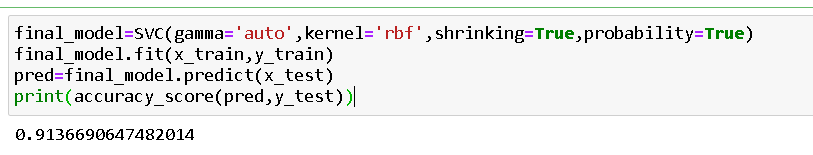 final_model=SVC(gamma='auto',kernel='rbf',shrinking=True,probability=True)
final_model.fit(x_train,y_train)
pred=final_model.predict(x_test)
print(accuracy_score(pred,y_test))
0.9136690647482014